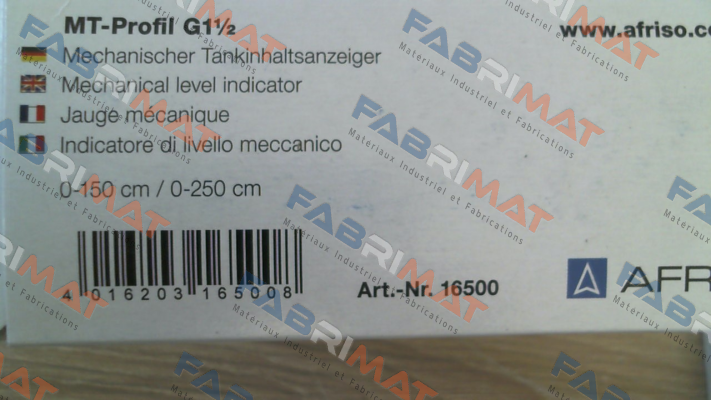 MT-Profil G1½
www.afriso.co
Mechanischer Tankinhaltsanzeiger
Mechanical level indicator
Jauge mécanique
Indicatore di livello meccanico
0-150 cm / 0-250 cm
4 016203 165008
Art.-Nr. 16500
AFR
FABRIMAT
Matériaux Industriel et Fabrications